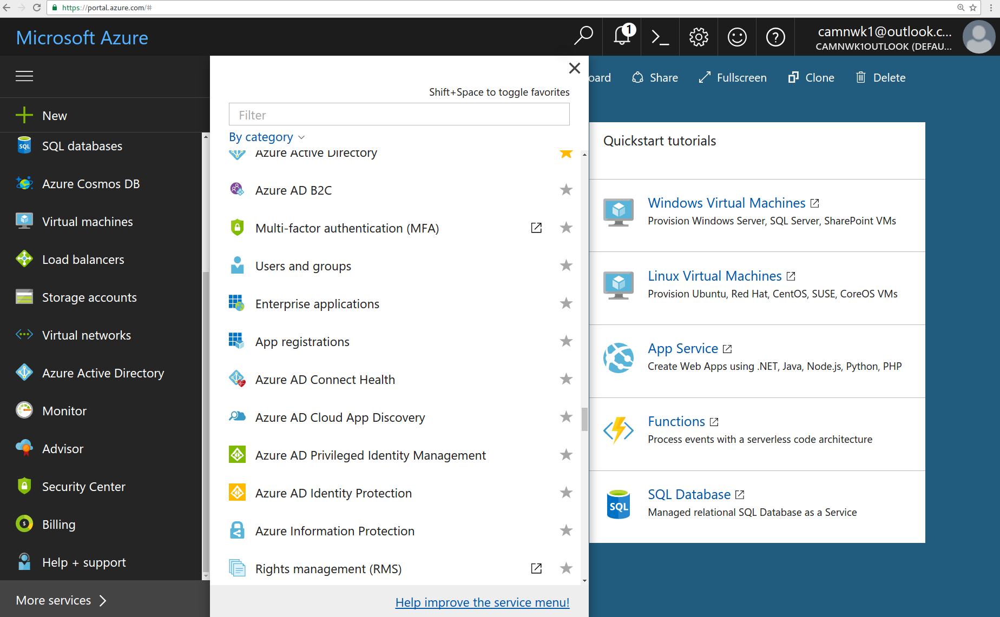 https://portal.azure.com/#
Microsoft Azure
1
camnwk1@outlook.c...
CAMNWK1OUTLOOK (DEFAU...
New
SQL databases
Azure Cosmos DB
Virtual machines
Load balancers
Storage accounts
Virtual networks
Azure Active Directory
Monitor
Advisor
Security Center
Billing
Help + support
More services
Shift+Space to toggle favorites
Filter
By category
Azure Active Directory
Azure AD B2C
Multi-factor authentication (MFA)
Users and groups
Enterprise applications
App registrations
Azure AD Connect Health
Azure AD Cloud App Discovery
Azure AD Privileged Identity Management
Azure AD Identity Protection
Azure Information Protection
Rights management (RMS)
Help improve the service menu!
oard Share Fullscreen Clone Delete
Quickstart tutorials
Windows Virtual Machines
Provision Windows Server, SQL Server, SharePoint VMs
Linux Virtual Machines
Provision Ubuntu, Red Hat, CentOS, SUSE, CoreOS VMs
App Service
Create Web Apps using .NET, Java, Node.js, Python, PHP
Functions
Process events with a serverless code architecture
SQL
SQL Database
Managed relational SQL Database as a Service